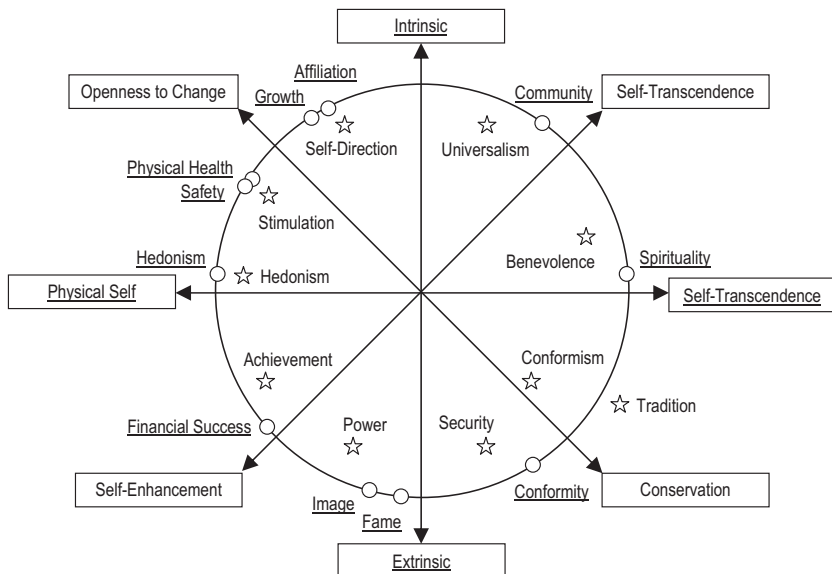 Intrinsic
Affiliation
Openness to Change
Growth
Community
Self-Transcendence
Self-Direction
Universalism
Physical Health
Safety
Stimulation
Hedonism
Hedonism
Benevolence
Spirituality
Physical Self
Self-Transcendence
Achievement
Conformism
Tradition
Financial Success
Power
Security
Self-Enhancement
Image
Conformity
Conservation
Fame
Extrinsic